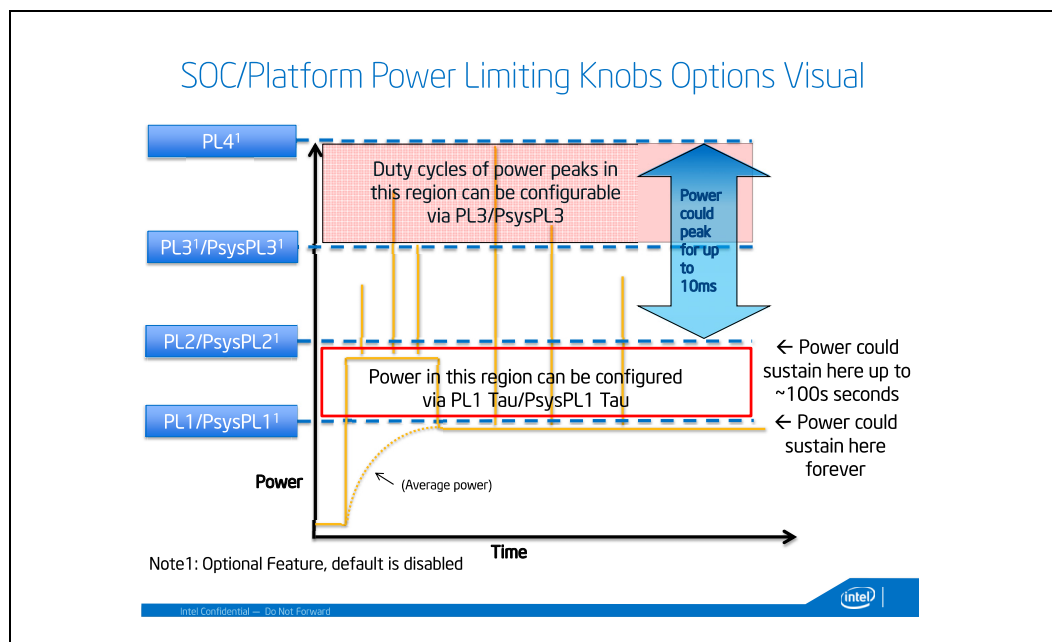 SOC/Platform Power Limiting Knobs Options Visual
PL4¹
Duty cycles of power peaks in
this region can be configurable
via PL3/PsysPL3
Power
could
peak
for up
to
10ms
PL3¹/PsysPL3¹
PL2/PsysPL2¹
← Power could
sustain here up to
~100s seconds
Power in this region can be configured
via PL1 Tau/PsysPL1 Tau
PL1/PsysPL1¹
← Power could
sustain here
forever
Power
(Average power)
Time
Note1: Optional Feature, default is disabled
Intel Confidential — Do Not Forward
intel